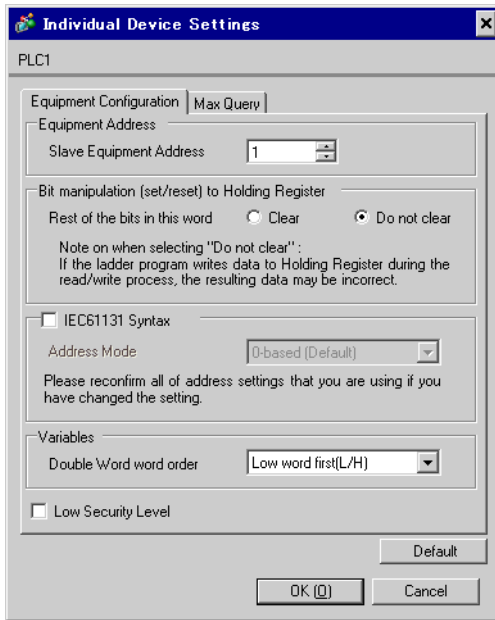 Individual Device Settings
PLC1
Equipment Configuration Max Query
Equipment Address
Slave Equipment Address 1
Bit manipulation (set/reset) to Holding Register
Rest of the bits in this word Clear Do not clear
Note on when selecting "Do not clear" :
If the ladder program writes data to Holding Register during the
read/write process, the resulting data may be incorrect.
IEC61131 Syntax
Address Mode 0-based (Default)
Please reconfirm all of address settings that you are using if you
have changed the setting.
Variables
Double Word word order Low word first(L/H)
Low Security Level
Default
OK (O) Cancel